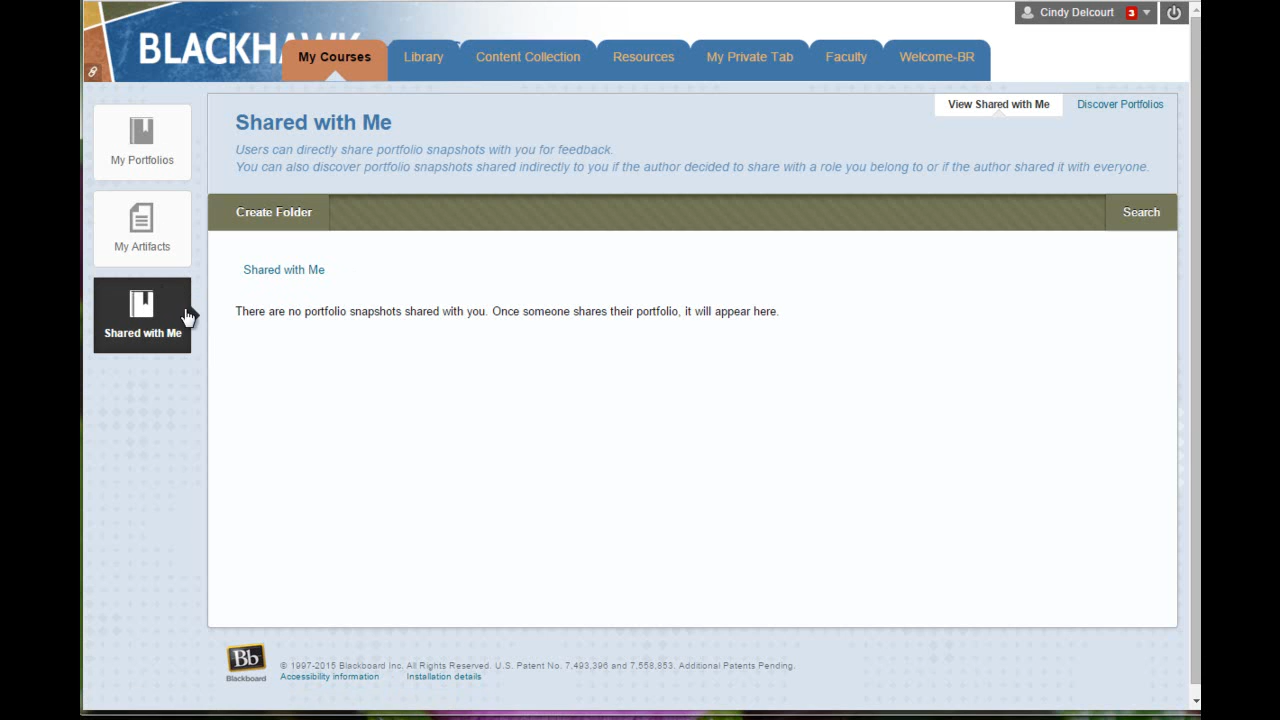 Cindy Delcourt 3
BLACKHAWK
My Courses Library Content Collection Resources My Private Tab Faculty Welcome-BR
View Shared with Me Discover Portfolios
Shared with Me
Users can directly share portfolio snapshots with you for feedback.
You can also discover portfolio snapshots shared indirectly to you if the author decided to share with a role you belong to or if the author shared it with everyone.
My Portfolios
My Artifacts
Shared with Me
Create Folder Search
Shared with Me
There are no portfolio snapshots shared with you. Once someone shares their portfolio, it will appear here.
Bb
Blackboard
© 1997-2015 Blackboard Inc. All Rights Reserved. U.S. Patent No. 7,493,396 and 7,558,853. Additional Patents Pending.
Accessibility information Installation details